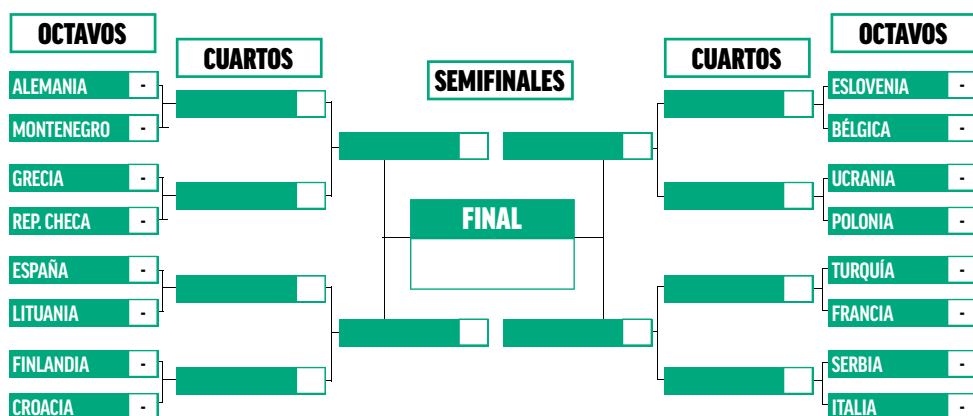 OCTAVOS
CUARTOS
SEMIFINALES
CUARTOS
OCTAVOS
ALEMANIA -
MONTENEGRO -
GRECIA -
REP. CHECA -
ESPAÑA -
LITUANIA -
FINLANDIA -
CROACIA -
FINAL
ESLOVENIA -
BÉLGICA -
UCRANIA -
POLONIA -
TURQUÍA -
FRANCIA -
SERBIA -
ITALIA -